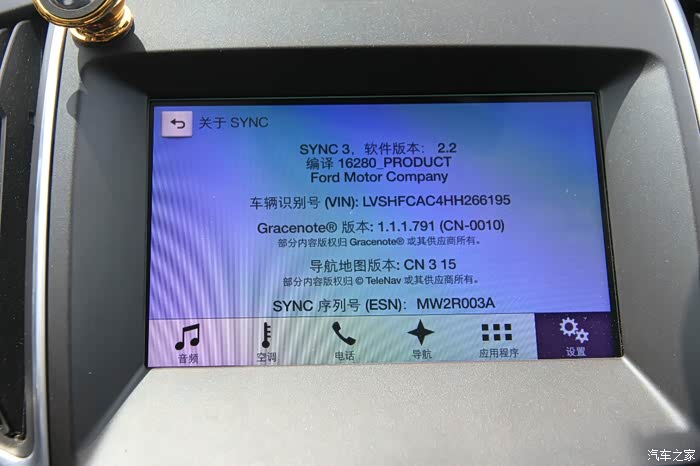 关于 SYNC
SYNC 3，软件版本： 2.2
编译 16280_PRODUCT
Ford Motor Company
车辆识别号 (VIN): LVSHFCAC4HH266195
Gracenote® 版本: 1.1.1.791 (CN-0010)
部分内容版权归 Gracenote® 或其供应商所有。
导航地图版本: CN 3 15
部分内容版权归 © TeleNav 或其供应商所有。
SYNC 序列号 (ESN)： MW2R003A
音频 空调 电话 导航 应用程序 设置
汽车之家